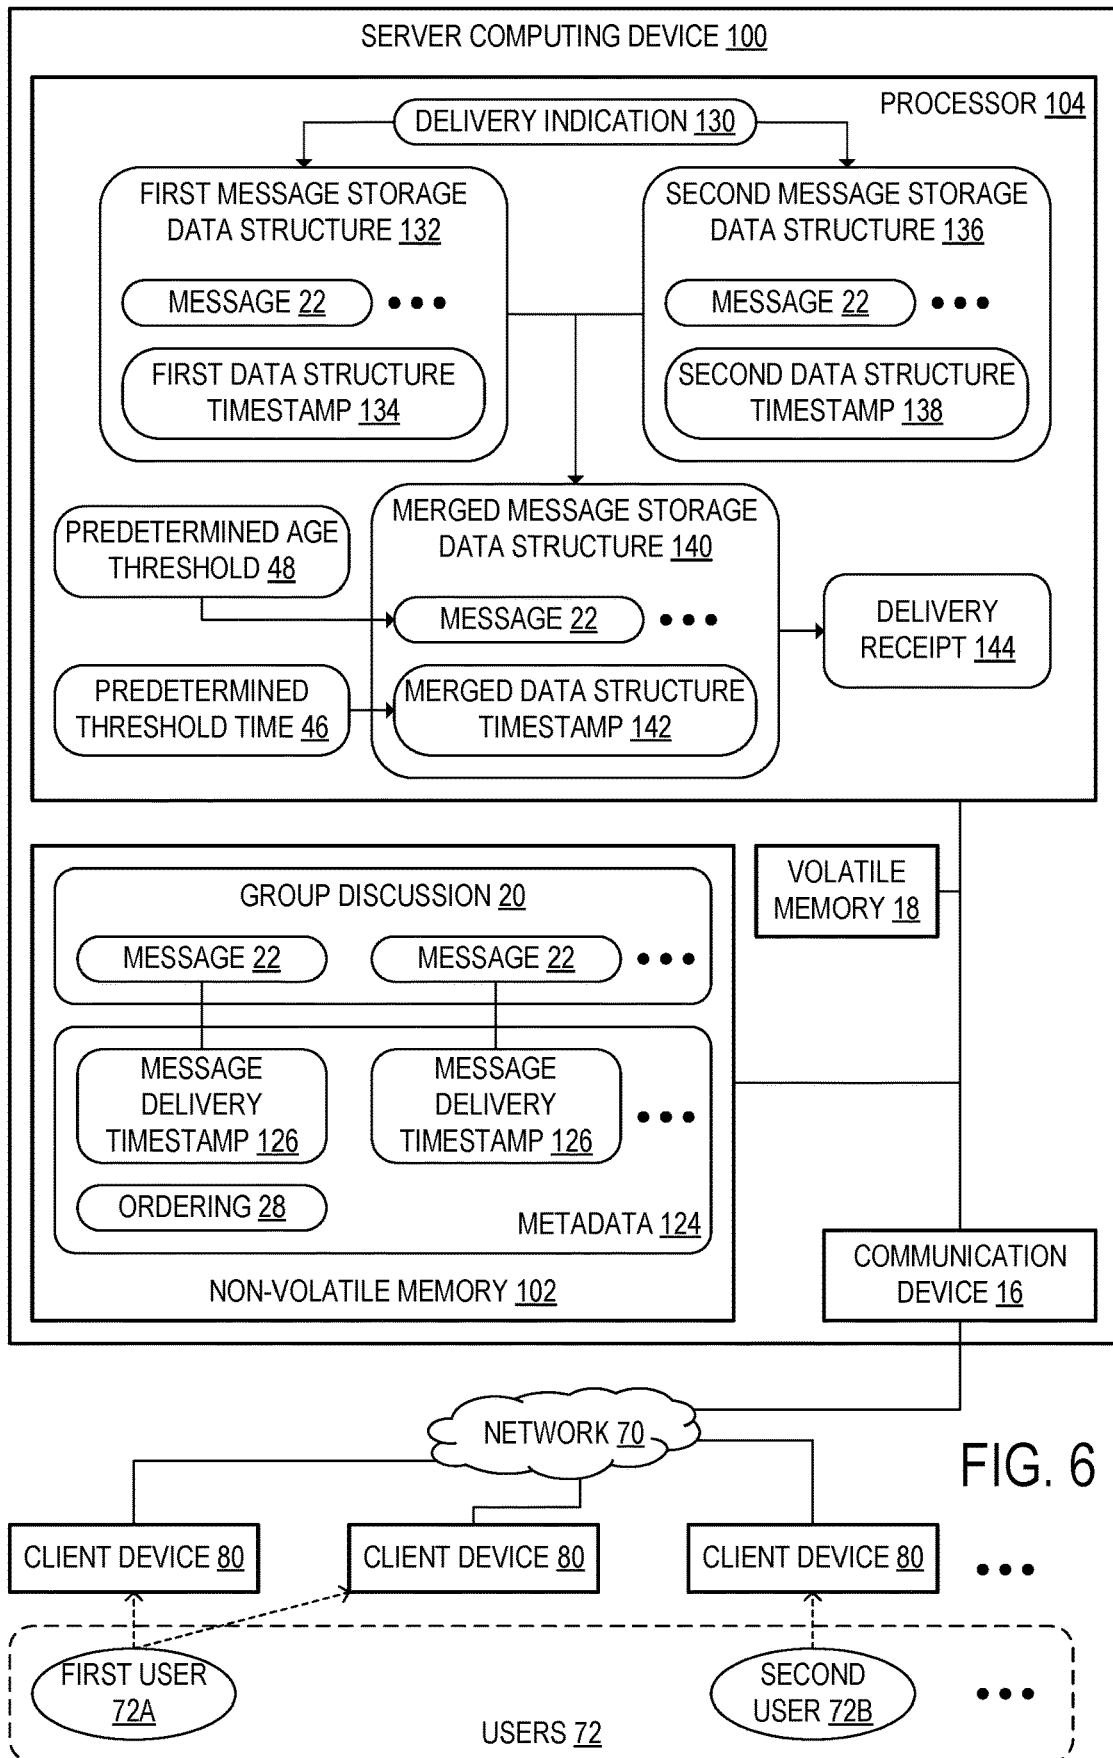 SERVER COMPUTING DEVICE 100
PROCESSOR 104
DELIVERY INDICATION 130
FIRST MESSAGE STORAGE
DATA STRUCTURE 132
MESSAGE 22
FIRST DATA STRUCTURE
TIMESTAMP 134
SECOND MESSAGE STORAGE
DATA STRUCTURE 136
MESSAGE 22
SECOND DATA STRUCTURE
TIMESTAMP 138
PREDETERMINED AGE
THRESHOLD 48
MERGED MESSAGE STORAGE
DATA STRUCTURE 140
MESSAGE 22
DELIVERY
RECEIPT 144
PREDETERMINED
THRESHOLD TIME 46
MERGED DATA STRUCTURE
TIMESTAMP 142
GROUP DISCUSSION 20
MESSAGE 22
MESSAGE 22
MESSAGE
DELIVERY
TIMESTAMP 126
MESSAGE
DELIVERY
TIMESTAMP 126
ORDERING 28
METADATA 124
NON-VOLATILE MEMORY 102
VOLATILE
MEMORY 18
COMMUNICATION
DEVICE 16
NETWORK 70
FIG. 6
CLIENT DEVICE 80
CLIENT DEVICE 80
CLIENT DEVICE 80
FIRST USER
72A
SECOND
USER 72B
USERS 72